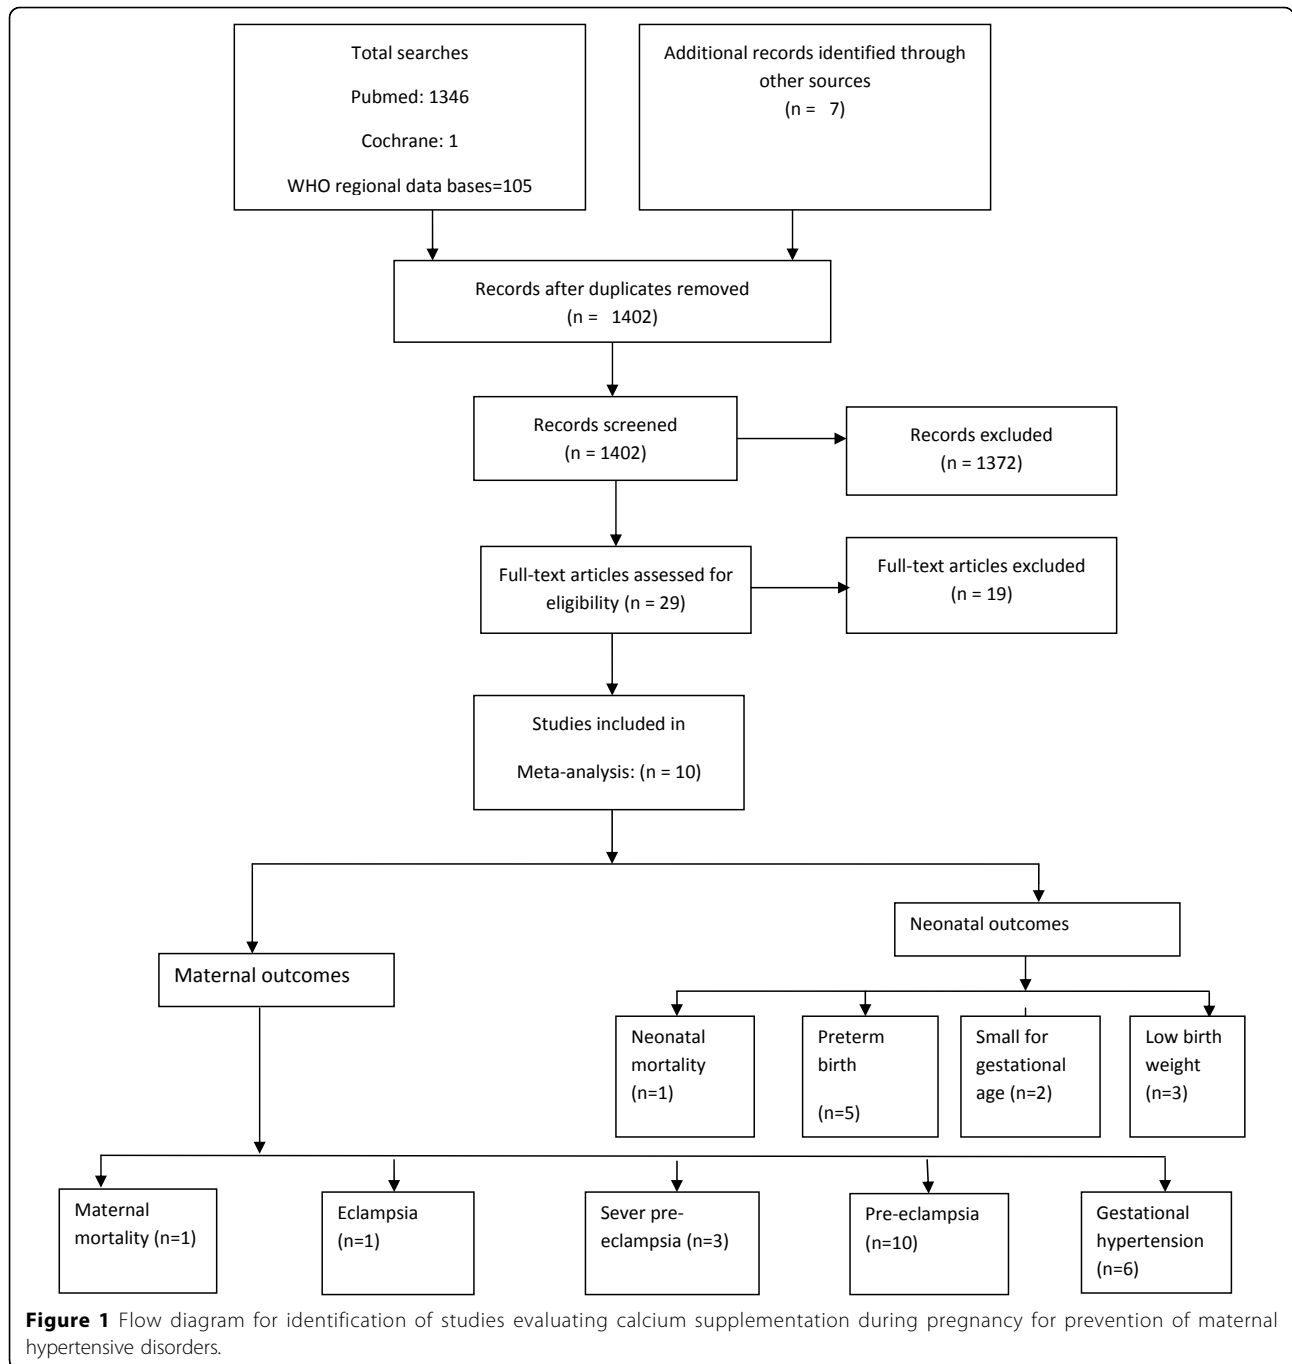 Total searches
Pubmed: 1346
Cochrane: 1
WHO regional data bases=105
Additional records identified through
other sources
(n = 7)
Records after duplicates removed
(n = 1402)
Records screened
(n = 1402)
Records excluded
(n = 1372)
Full-text articles assessed for
eligibility (n = 29)
Full-text articles excluded
(n = 19)
Studies included in
Meta-analysis: (n = 10)
Neonatal outcomes
Maternal outcomes
Neonatal
mortality
(n=1)
Preterm
birth
(n=5)
Small for
gestational
age (n=2)
Low birth
weight
(n=3)
Maternal
mortality (n=1)
Eclampsia
(n=1)
Sever pre-
eclampsia (n=3)
Pre-eclampsia
(n=10)
Gestational
hypertension
(n=6)
Figure 1 Flow diagram for identification of studies evaluating calcium supplementation during pregnancy for prevention of maternal
hypertensive disorders.